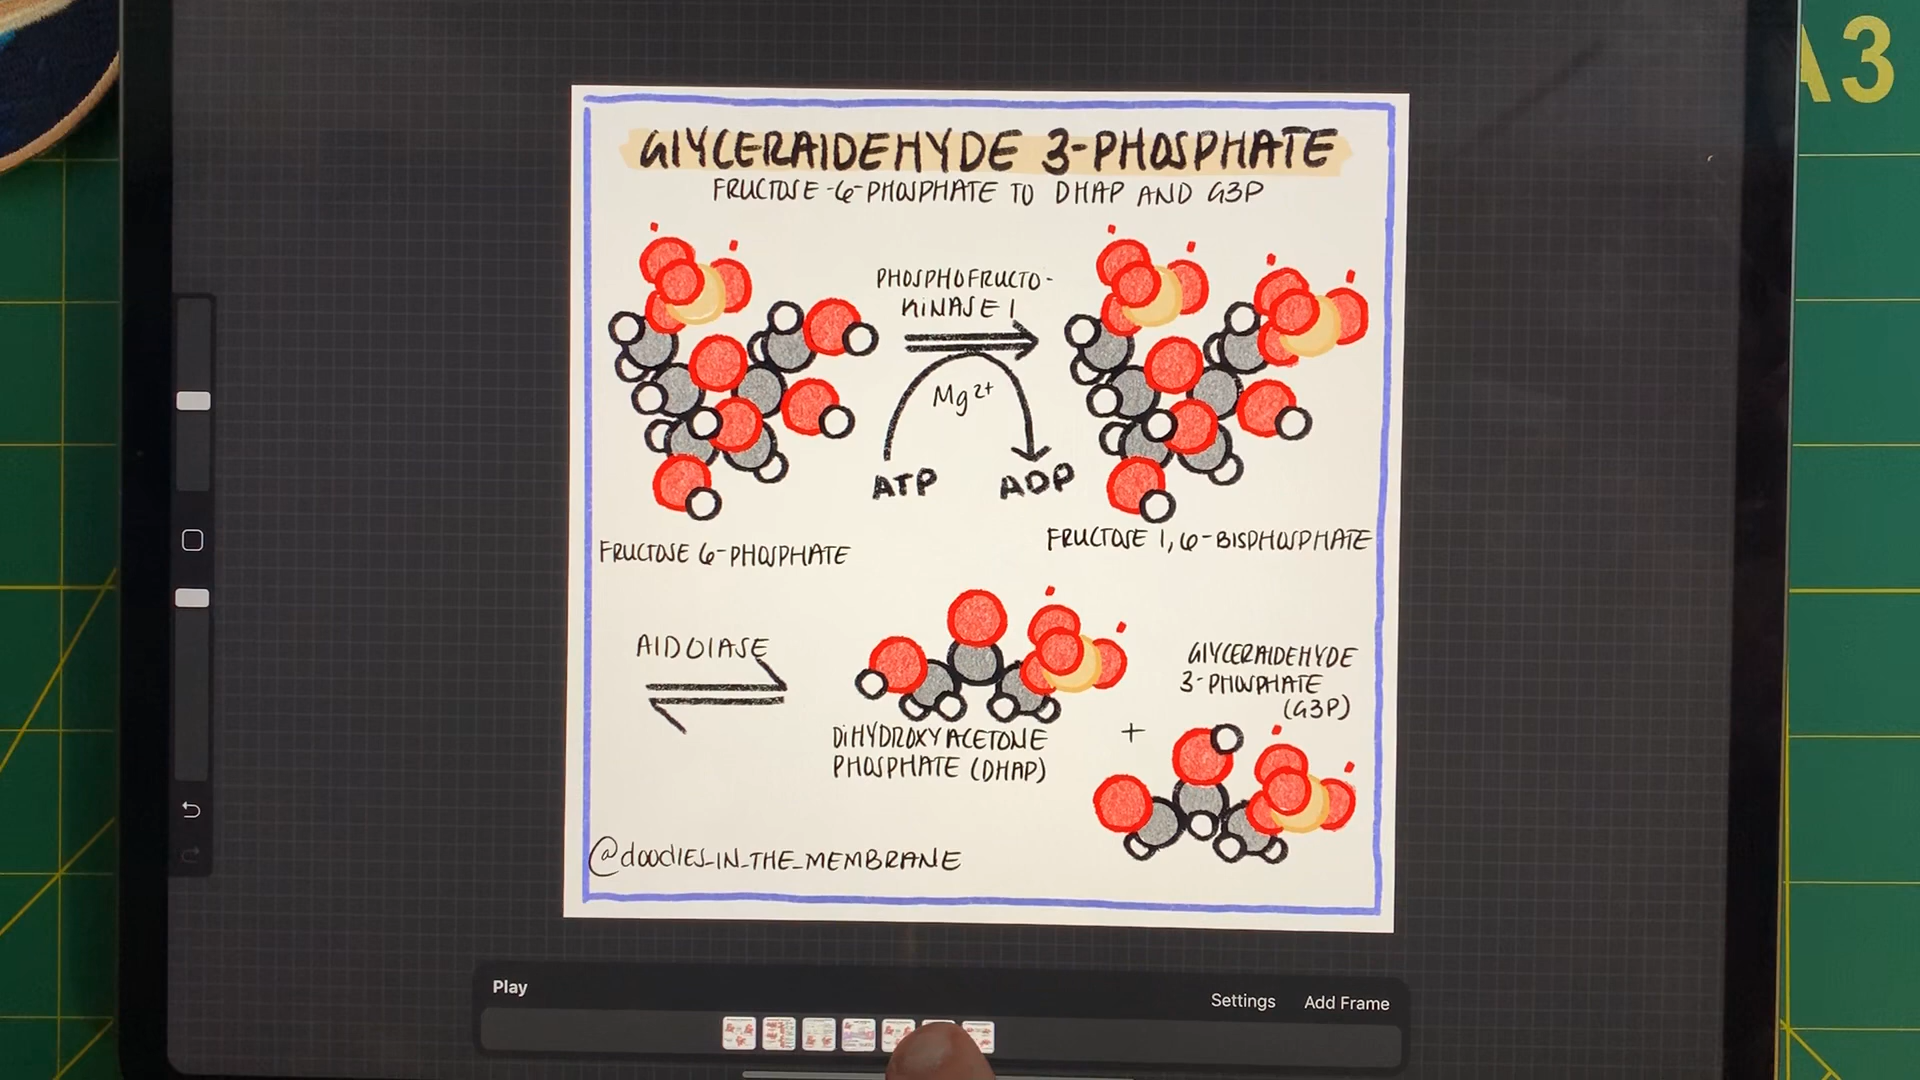 A3
GLYCERALDEHYDE 3-PHOSPHATE
FRUCTOSE-6-PHOSPHATE TO DHAP AND G3P
PHOSPHOFRUCTO-
KINASE 1
Mg2+
ATP
ADP
FRUCTOSE 6-PHOSPHATE
FRUCTOSE 1,6-BISPHOSPHATE
ALDOLASE
DIHYDROXYACETONE
PHOSPHATE (DHAP)
+
GLYCERALDEHYDE
3-PHOSPHATE
(G3P)
@doodlES_IN_THE_MEMBRANE
Play
Settings
Add Frame